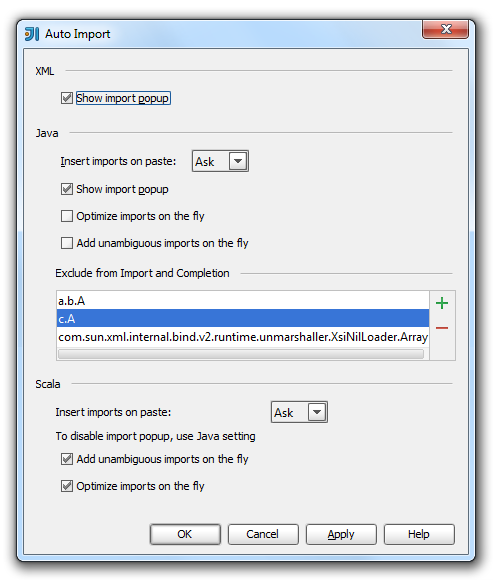 Auto Import
XML
Show import popup
Java
Insert imports on paste: Ask
Show import popup
Optimize imports on the fly
Add unambiguous imports on the fly
Exclude from Import and Completion
a.b.A
c.A
com.sun.xml.internal.bind.v2.runtime.unmarshaller.XsiNilLoader.Array
Scala
Insert imports on paste: Ask
To disable import popup, use Java setting
Add unambiguous imports on the fly
Optimize imports on the fly
OK Cancel Apply Help